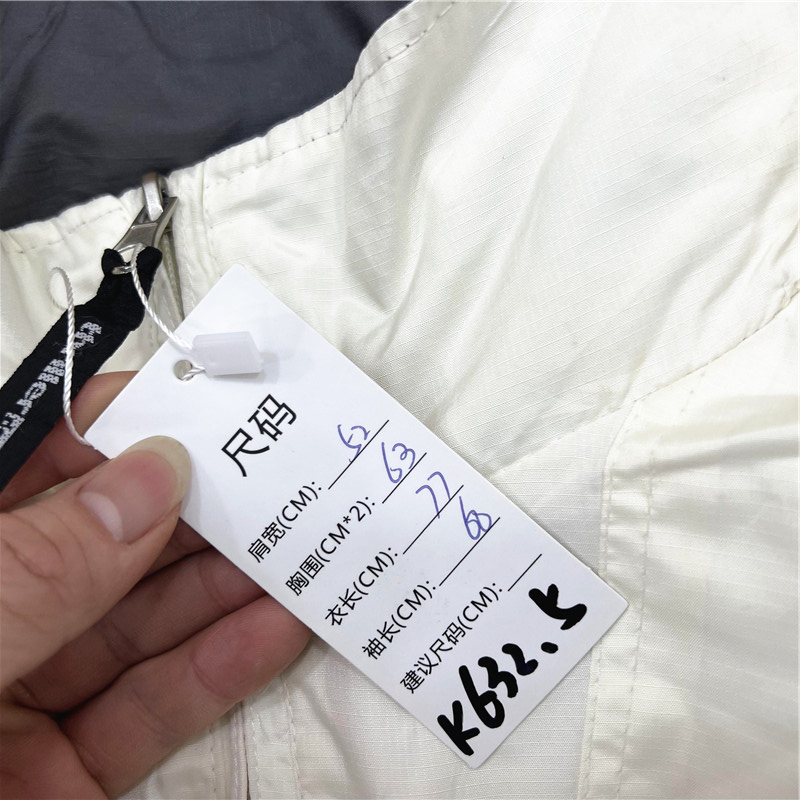 尺码
肩宽(CM): 52
胸围(CM*2): 63
衣长(CM): 77
袖长(CM): 60
建议尺码(CM):
K632.5